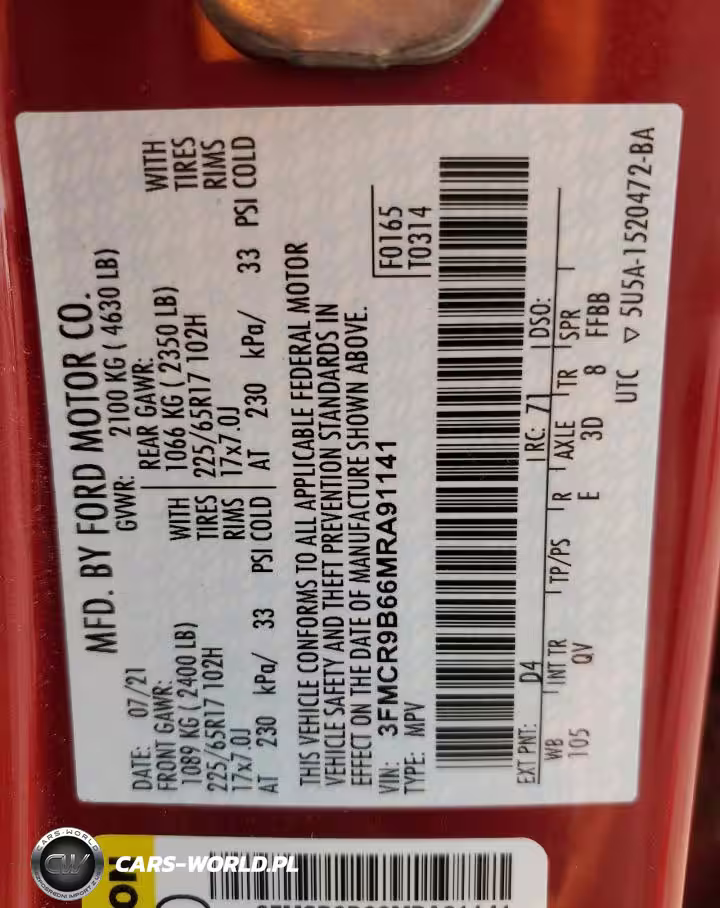 MFD. BY FORD MOTOR CO.
DATE: 07/21 GVWR: 2100 KG ( 4630 LB)
FRONT GAWR: REAR GAWR:
1089 KG ( 2400 LB) WITH 1066 KG ( 2350 LB) WITH
225/65R17 102H TIRES 225/65R17 102H TIRES
17x7.0J RIMS 17x7.0J RIMS
AT 230 kPa/ 33 PSI COLD AT 230 kPa/ 33 PSI COLD
THIS VEHICLE CONFORMS TO ALL APPLICABLE FEDERAL MOTOR
VEHICLE SAFETY AND THEFT PREVENTION STANDARDS IN
EFFECT ON THE DATE OF MANUFACTURE SHOWN ABOVE.
VIN: 3FMCR9B66MRA91141 F0165
TYPE: MPV T0314
EXT PNT: D4 RC: 71 DSO:
WB INT TR TP/PS R AXLE TR SPR
105 QV E 3D 8 FFBB
UTC ▽ 5U5A-1520472-BA
CARS-WORLD
CW
CARS-WORLD.PL